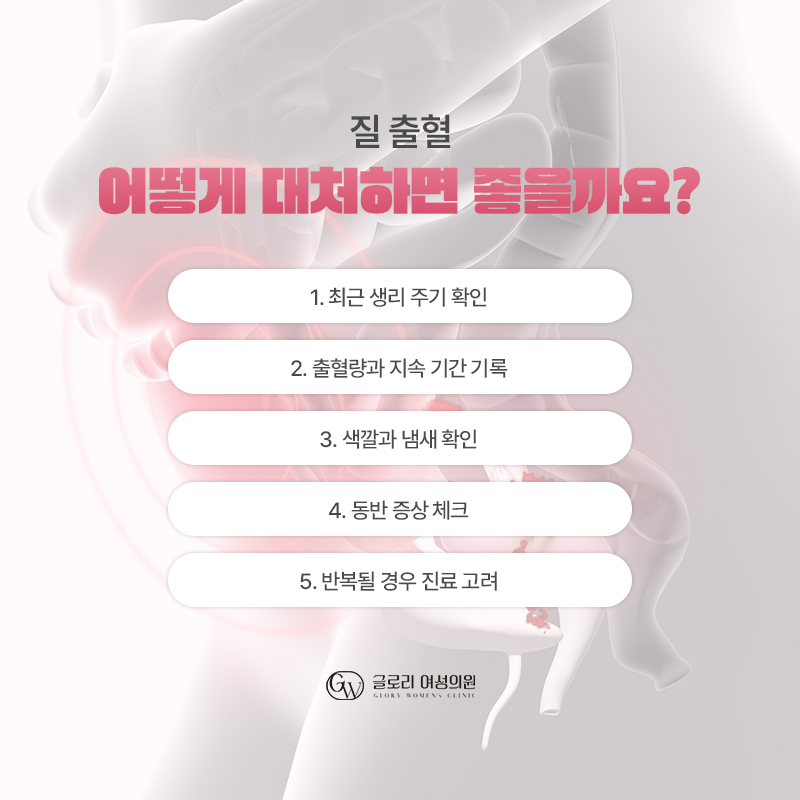 질 출혈
어떻게 대처하면 좋을까요?
1. 최근 생리 주기 확인
2. 출혈량과 지속 기간 기록
3. 색깔과 냄새 확인
4. 동반 증상 체크
5. 반복될 경우 진료 고려
GW 글로리 여성의원
GLORY WOMEN's CLINIC